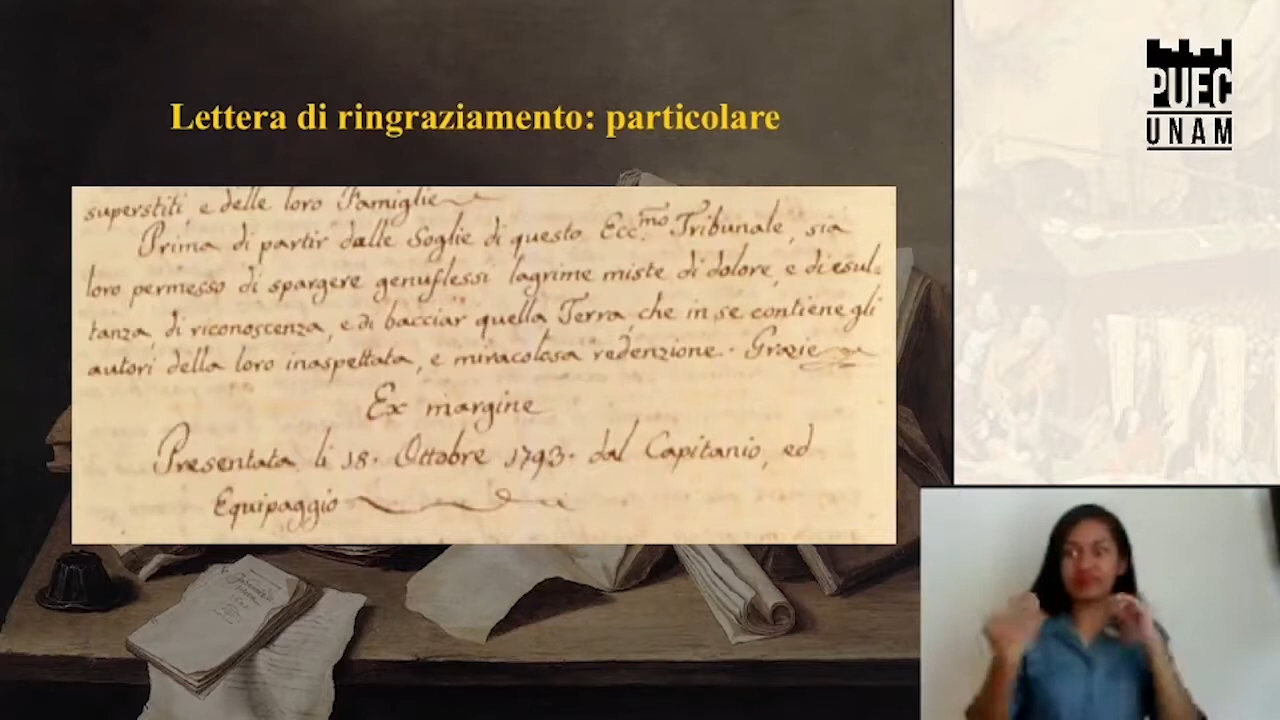 Lettera di ringraziamento: particolare
superstiti, e delle loro Famiglie
Prima di partir dalle Soglie di questo Ecc.mo Tribunale, sia
loro permesso di spargere genuflessi lagrime miste di dolore, e di esul=
tanza, di riconoscenza, e di bacciar quella Terra, che in se contiene gli
autori della loro inaspettata, e miracolosa redenzione. Grazie
Ex margine
Presentata li 18. Ottobre 1793. dal Capitanio, ed
Equipaggio
PUEC
UNAM